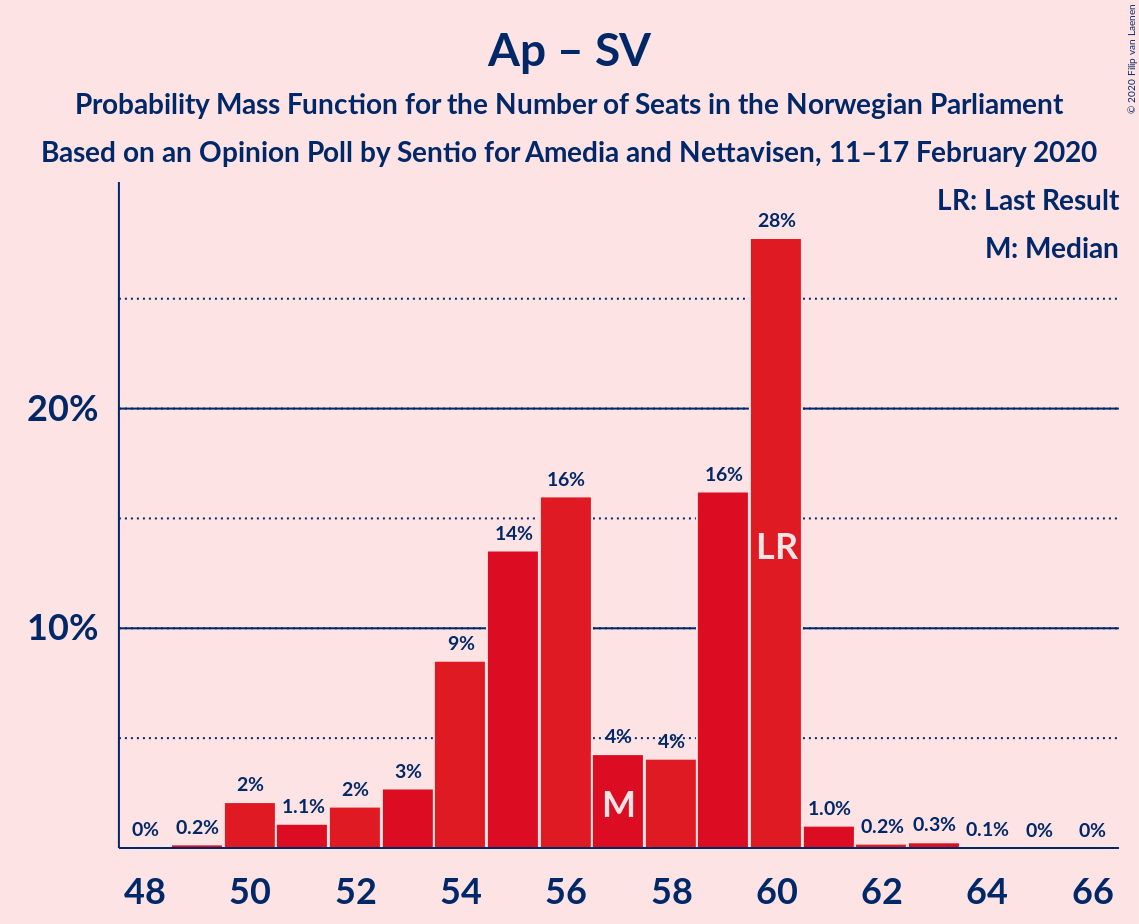 Ap – SV
Probability Mass Function for the Number of Seats in the Norwegian Parliament
Based on an Opinion Poll by Sentio for Amedia and Nettavisen, 11–17 February 2020
© 2020 Filip van Laenen
LR: Last Result
M: Median
20%
10%
0%
0.2%
2%
1.1%
2%
3%
9%
14%
16%
4%
4%
16%
28%
1.0%
0.2%
0.3%
0.1%
0%
0%
M
LR
48 50 52 54 56 58 60 62 64 66